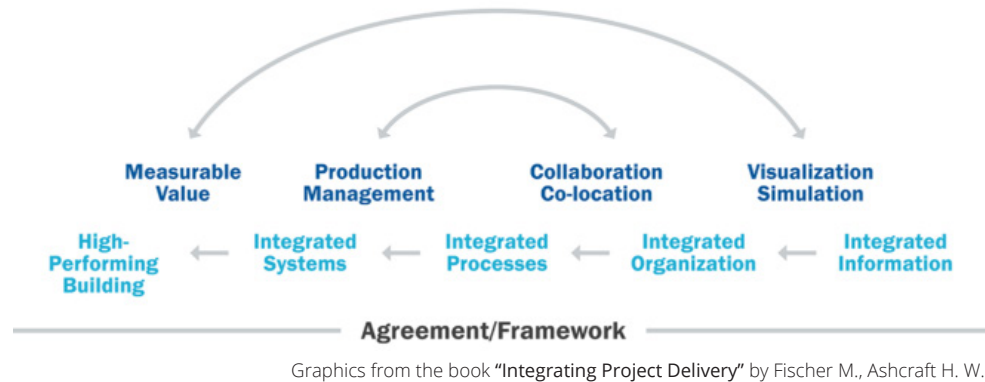 Measurable
Value
Production
Management
Collaboration
Co-location
Visualization
Simulation
High-
Performing
Building
Integrated
Systems
Integrated
Processes
Integrated
Organization
Integrated
Information
Agreement/Framework
Graphics from the book “Integrating Project Delivery” by Fischer M., Ashcraft H. W.